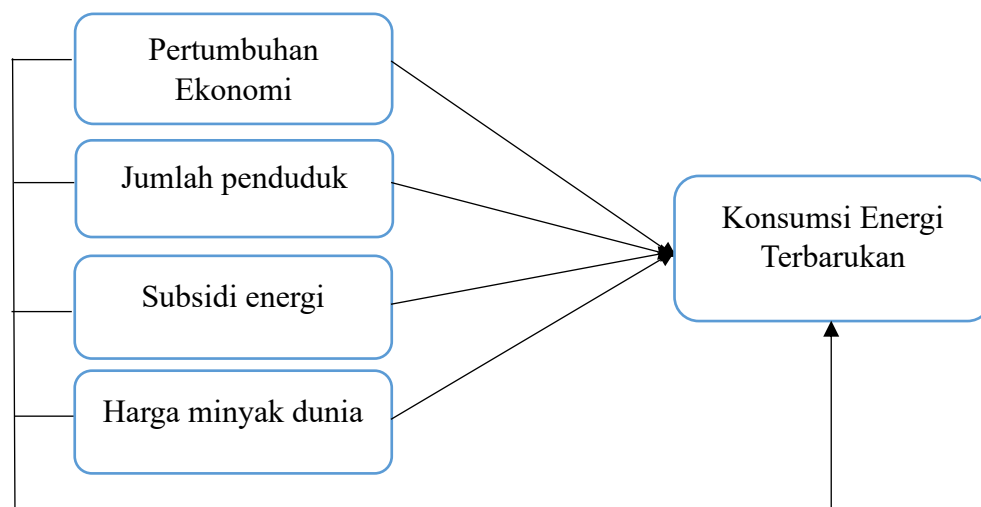 Pertumbuhan
Ekonomi
Jumlah penduduk
Subsidi energi
Harga minyak dunia
Konsumsi Energi
Terbarukan